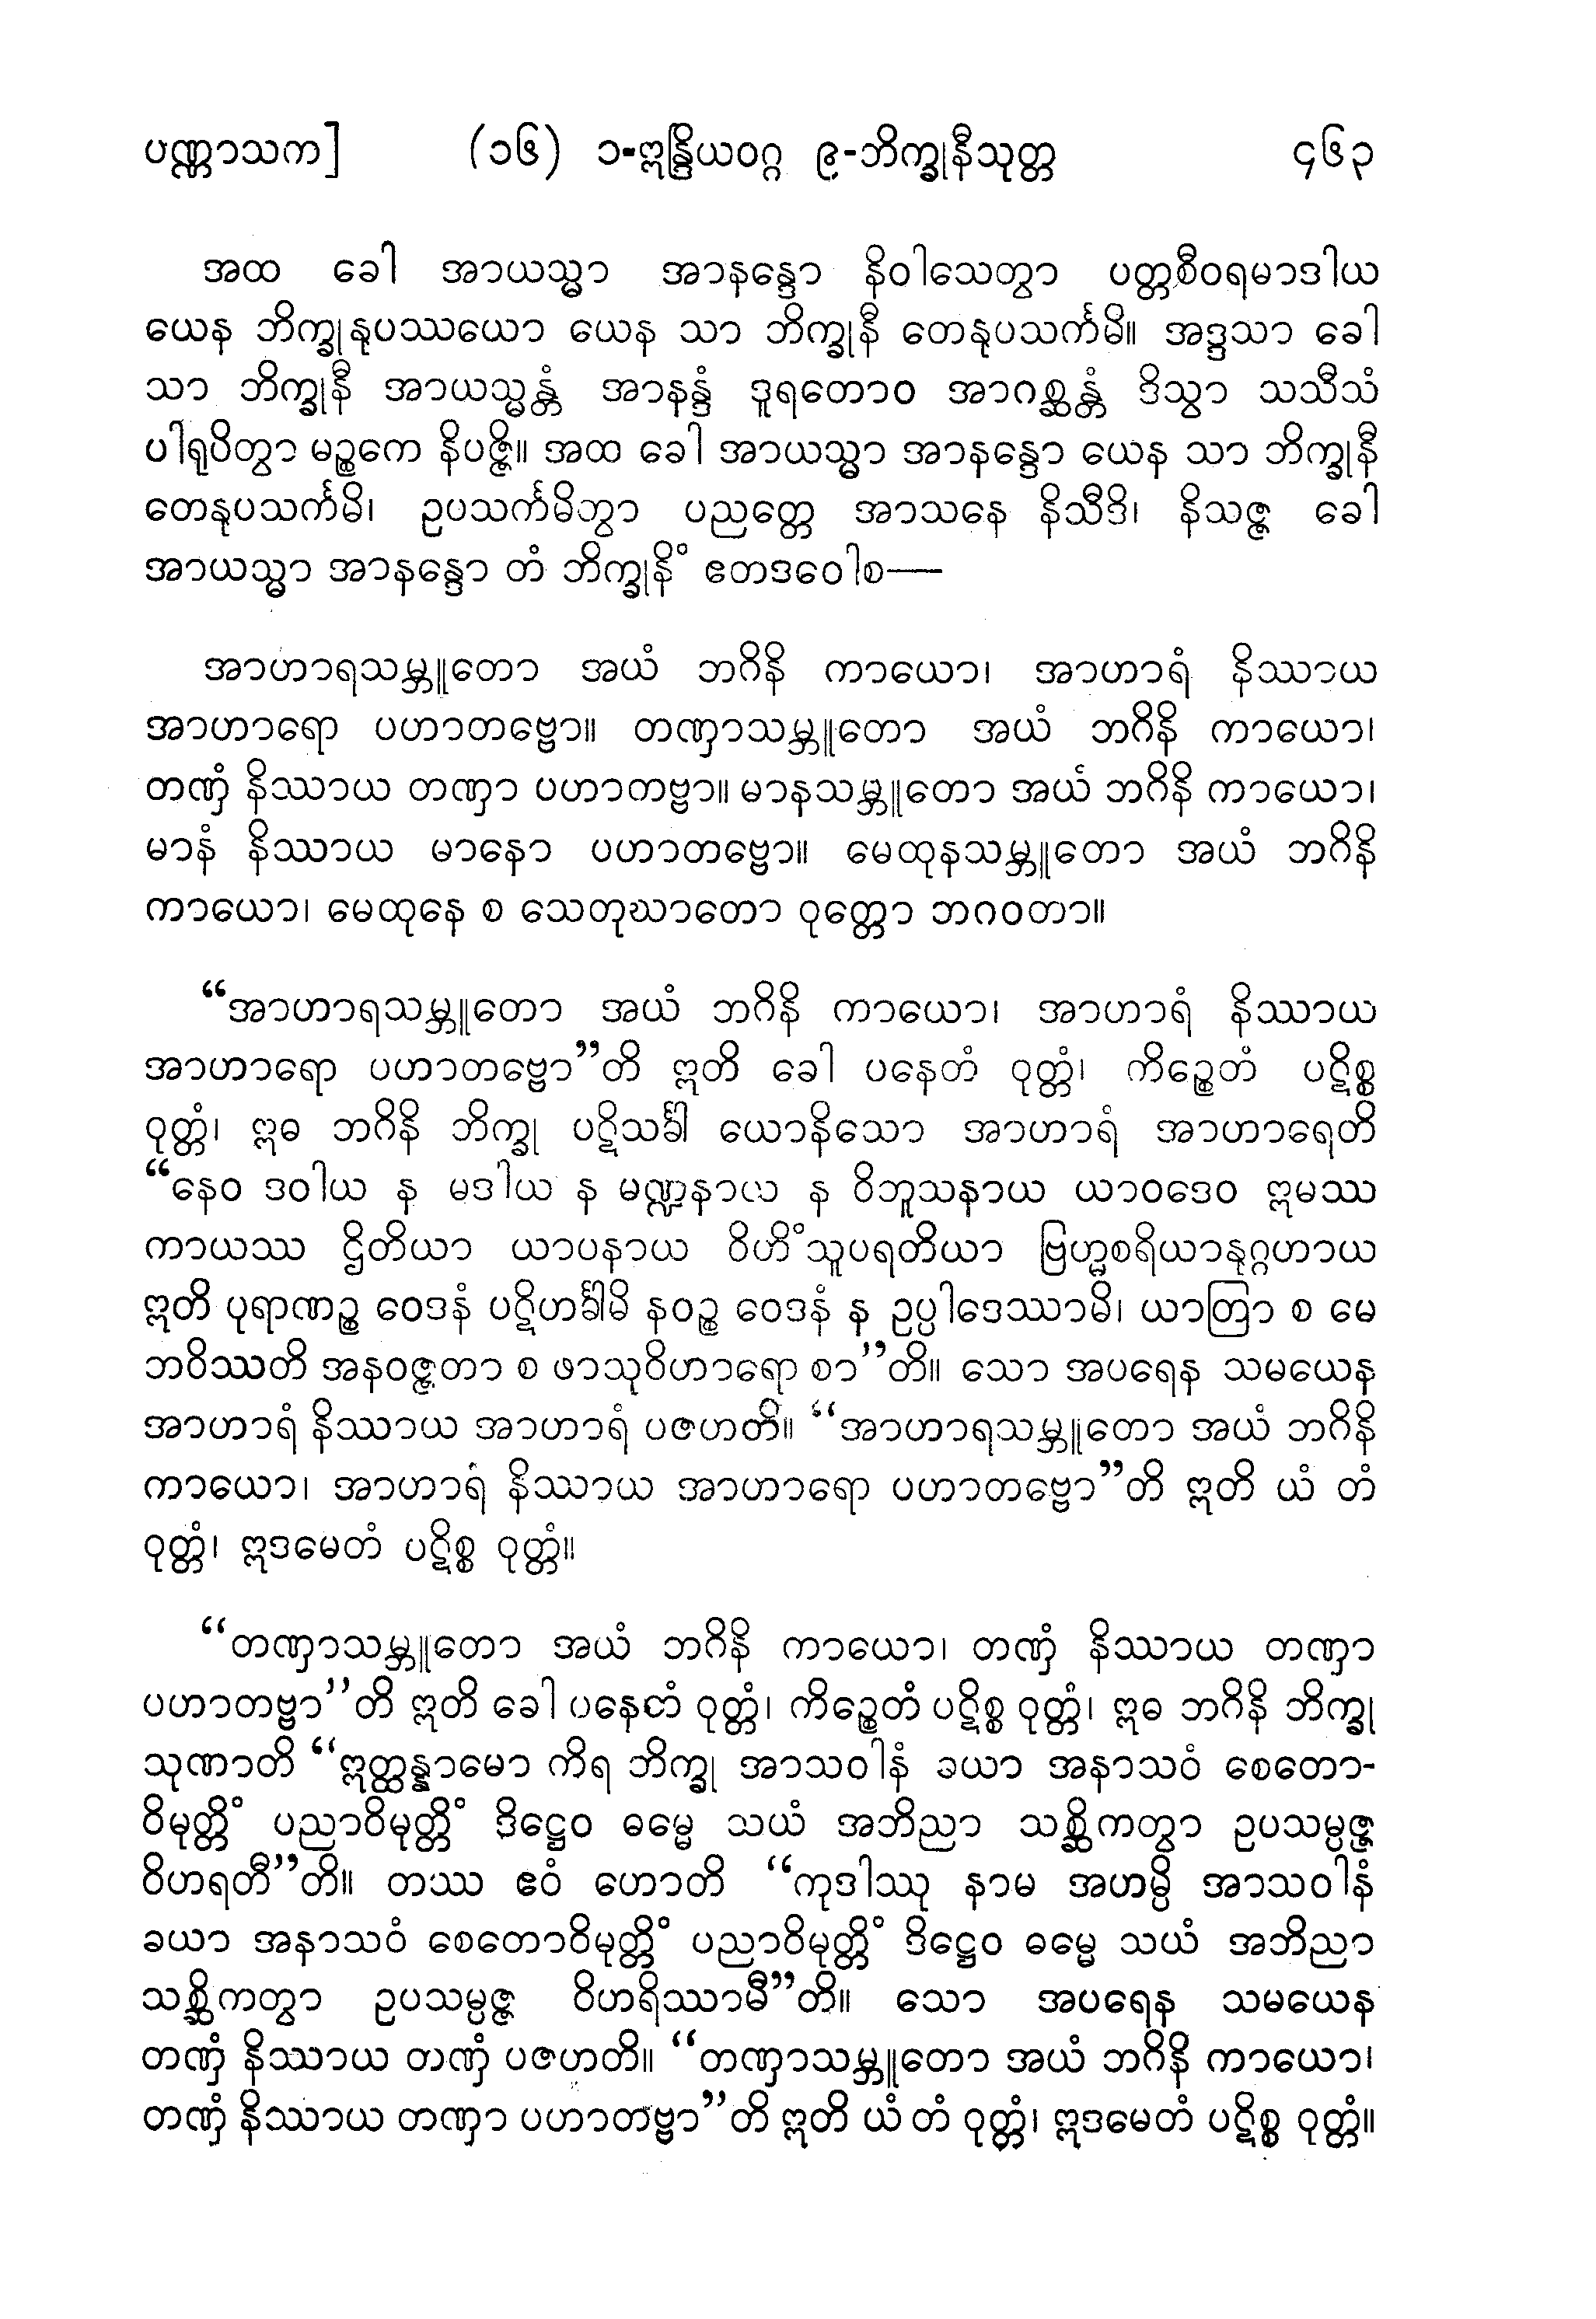 ပဏ္ဏာသက] (၁၆) ၁-ဣန္ဒြိယဝဂ္ဂ ၉-ဘိက္ခုနီသုတ္တ ၄၆၃
အထ ခေါ အာယသ္မာ အာနန္ဒော နိဝါသေတွာ ပတ္တစီဝရမာဒါယ
ယေန ဘိက္ခုနုပဿယော ယေန သာ ဘိက္ခုနီ တေနုပသင်္ကမိ။ အဒ္ဒသာ ခေါ
သာ ဘိက္ခုနီ အာယသ္မန္တံ အာနန္ဒံ ဒူရတောဝ အာဂစ္ဆန္တံ ဒိသွာ သသီသံ
ပါရုပိတွာ မဉ္စကေ နိပဇ္ဇိ။ အထ ခေါ အာယသ္မာ အာနန္ဒော ယေန သာ ဘိက္ခုနီ
တေနုပသင်္ကမိ၊ ဥပသင်္ကမိတွာ ပညတ္တေ အာသနေ နိသီဒိ၊ နိသဇ္ဇ ခေါ
အာယသ္မာ အာနန္ဒော တံ ဘိက္ခုနိံ ဧတဒဝေါစ—
အာဟာရသမ္ဘူတော အယံ ဘဂိနိ ကာယော၊ အာဟာရံ နိဿာယ
အာဟာရော ပဟာတဗ္ဗော။ တဏှာသမ္ဘူတော အယံ ဘဂိနိ ကာယော၊
တဏှံ နိဿာယ တဏှာ ပဟာတဗ္ဗာ။ မာနသမ္ဘူတော အယံ ဘဂိနိ ကာယော၊
မာနံ နိဿာယ မာနော ပဟာတဗ္ဗော။ မေထုနသမ္ဘူတော အယံ ဘဂိနိ
ကာယော၊ မေထုနေ စ သေတုဃာတော ဝုတ္တော ဘဂဝတာ။
“အာဟာရသမ္ဘူတော အယံ ဘဂိနိ ကာယော၊ အာဟာရံ နိဿာယ
အာဟာရော ပဟာတဗ္ဗော”တိ ဣတိ ခေါ ပနေတံ ဝုတ္တံ၊ ကိဉ္စေတံ ပဋိစ္စ
ဝုတ္တံ၊ ဣဓ ဘဂိနိ ဘိက္ခု ပဋိသင်္ခါ ယောနိသော အာဟာရံ အာဟာရေတိ
“နေဝ ဒဝါယ န မဒါယ န မဏ္ဍနာယ န ဝိဘူသနာယ ယာဝဒေဝ ဣမဿ
ကာယဿ ဌိတိယာ ယာပနာယ ဝိဟိံသူပရတိယာ ဗြဟ္မစရိယာနုဂ္ဂဟာယ
ဣတိ ပုရာဏဉ္စ ဝေဒနံ ပဋိဟင်္ခါမိ နဝဉ္စ ဝေဒနံ န ဥပ္ပါဒေဿာမိ၊ ယာတြာ စ မေ
ဘဝိဿတိ အနဝဇ္ဇတာ စ ဖာသုဝိဟာရော စာ”တိ။ သော အပရေန သမယေန
အာဟာရံ နိဿာယ အာဟာရံ ပဇဟတိ။ “အာဟာရသမ္ဘူတော အယံ ဘဂိနိ
ကာယော၊ အာဟာရံ နိဿာယ အာဟာရော ပဟာတဗ္ဗော”တိ ဣတိ ယံ တံ
ဝုတ္တံ၊ ဣဒမေတံ ပဋိစ္စ ဝုတ္တံ။
“တဏှာသမ္ဘူတော အယံ ဘဂိနိ ကာယော၊ တဏှံ နိဿာယ တဏှာ
ပဟာတဗ္ဗာ”တိ ဣတိ ခေါ ပနေတံ ဝုတ္တံ၊ ကိဉ္စေတံ ပဋိစ္စ ဝုတ္တံ၊ ဣဓ ဘဂိနိ ဘိက္ခု
သုဏာတိ “ဣတ္ထန္နာမော ကိရ ဘိက္ခု အာသဝါနံ ခယာ အနာသဝံ စေတော-
ဝိမုတ္တိံ ပညာဝိမုတ္တိံ ဒိဋ္ဌေဝ ဓမ္မေ သယံ အဘိညာ သစ္ဆိကတွာ ဥပသမ္ပဇ္ဇ
ဝိဟရတီ”တိ။ တဿ ဧဝံ ဟောတိ “ကုဒါဿု နာမ အဟမ္ပိ အာသဝါနံ
ခယာ အနာသဝံ စေတောဝိမုတ္တိံ ပညာဝိမုတ္တိံ ဒိဋ္ဌေဝ ဓမ္မေ သယံ အဘိညာ
သစ္ဆိကတွာ ဥပသမ္ပဇ္ဇ ဝိဟရိဿာမီ”တိ။ သော အပရေန သမယေန
တဏှံ နိဿာယ တဏှံ ပဇဟတိ။ “တဏှာသမ္ဘူတော အယံ ဘဂိနိ ကာယော၊
တဏှံ နိဿာယ တဏှာ ပဟာတဗ္ဗာ”တိ ဣတိ ယံ တံ ဝုတ္တံ၊ ဣဒမေတံ ပဋိစ္စ ဝုတ္တံ။